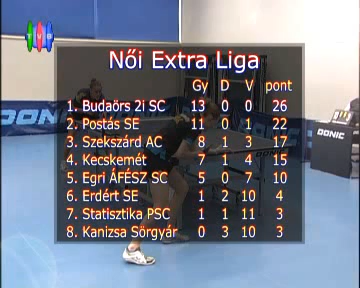 TVB
Női Extra Liga
Gy D V pont
1. Budaörs 2i SC 13 0 0 26
2. Postás SE 11 0 1 22
3. Szekszárd AC 8 1 3 17
4. Kecskemét 7 1 4 15
5. Egri ÁFÉSZ SC 5 0 7 10
6. Erdért SE 1 2 10 4
7. Statisztika PSC 1 1 11 3
8. Kanizsa Sörgyár 0 3 10 3
DONIC
DONIC